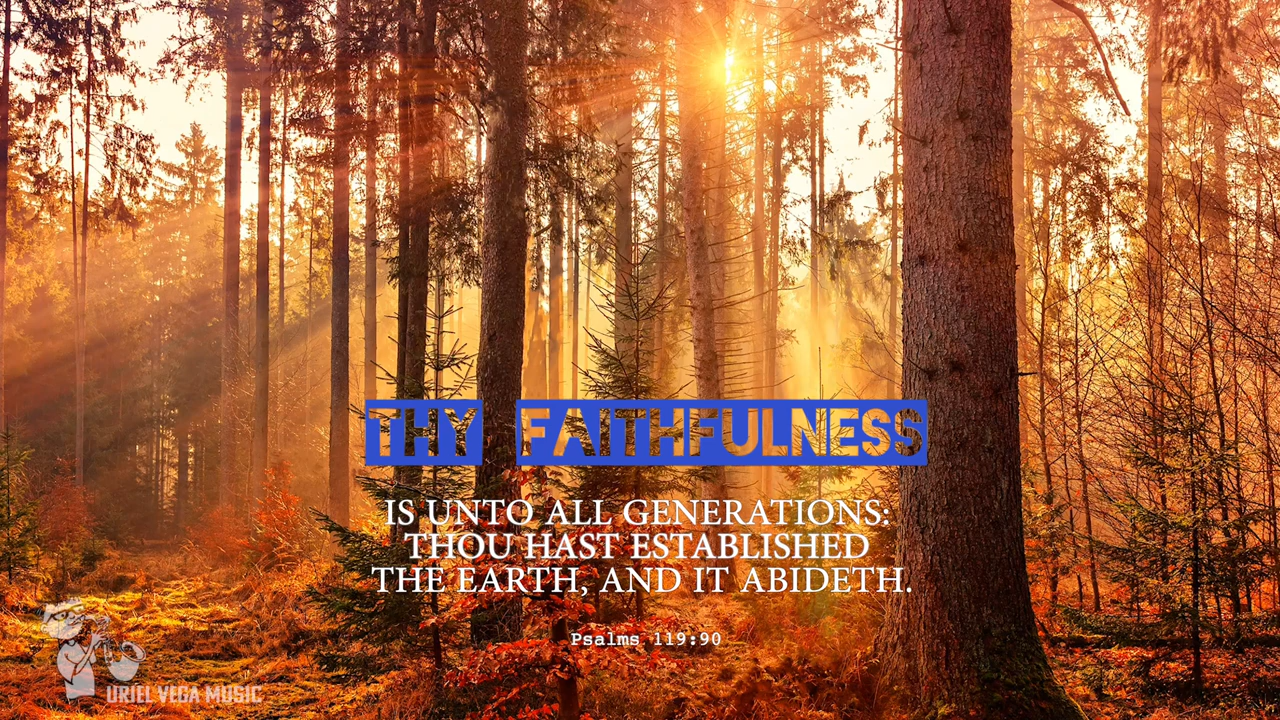 THY FAITHFULNESS
IS UNTO ALL GENERATIONS:
THOU HAST ESTABLISHED
THE EARTH, AND IT ABIDETH.
Psalms 119:90
URIEL VEGA MUSIC